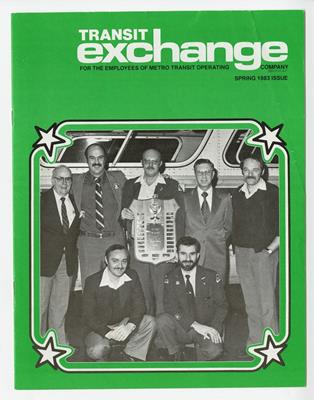 TRANSIT
exchange
FOR THE EMPLOYEES OF METRO TRANSIT OPERATING COMPANY
SPRING 1983 ISSUE